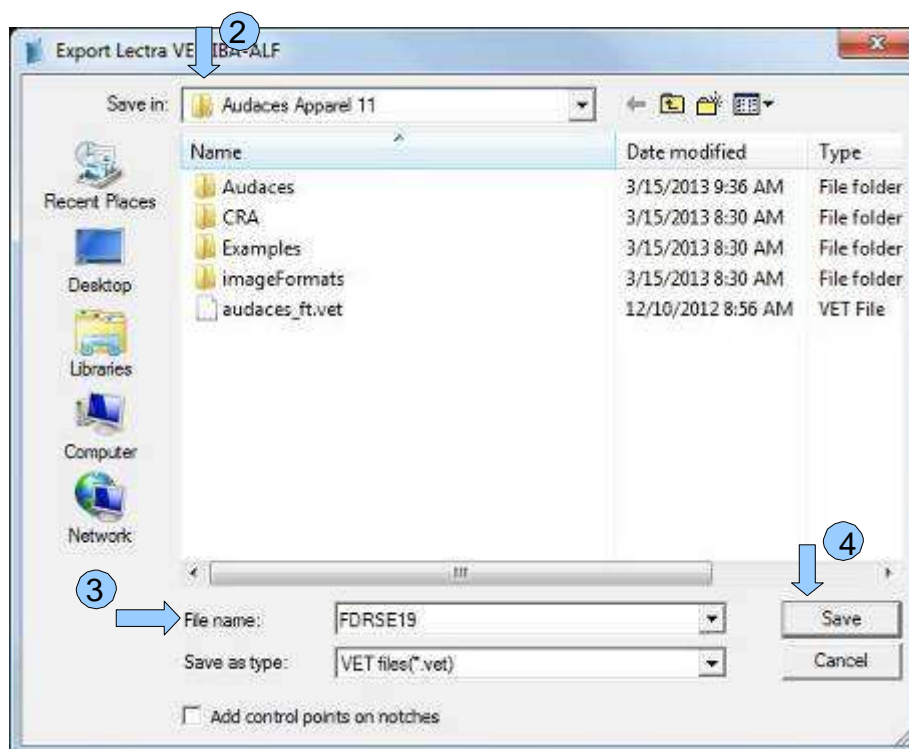 2
Export Lectra VET-IBA-ALF
Save in: Audaces Apparel 11
Name Date modified Type
Recent Places
Desktop
Libraries
Computer
Network
Audaces 3/15/2013 9:36 AM File folder
CRA 3/15/2013 8:30 AM File folder
Examples 3/15/2013 8:30 AM File folder
imageFormats 3/15/2013 8:30 AM File folder
audaces_ft.vet 12/10/2012 8:56 AM VET File
3
4
File name: FDRSE19 Save
Save as type: VET files(*.vet) Cancel
Add control points on notches